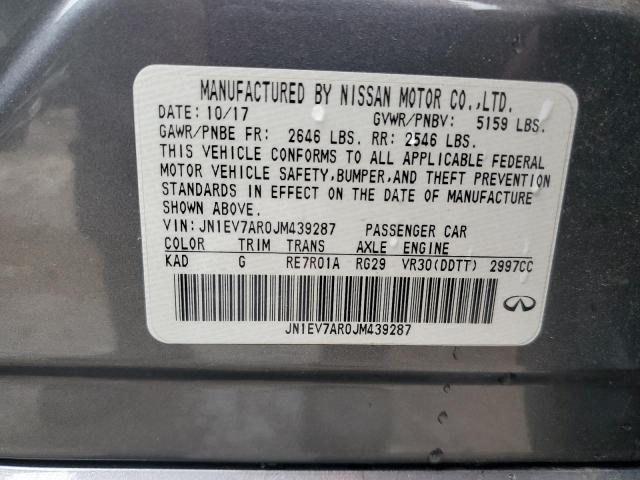 MANUFACTURED BY NISSAN MOTOR CO.,LTD.
DATE: 10/17 GVWR/PNBV: 5159 LBS.
GAWR/PNBE FR: 2646 LBS. RR: 2546 LBS.
THIS VEHICLE CONFORMS TO ALL APPLICABLE FEDERAL
MOTOR VEHICLE SAFETY,BUMPER,AND THEFT PREVENTION
STANDARDS IN EFFECT ON THE DATE OF MANUFACTURE
SHOWN ABOVE.
VIN: JN1EV7AR0JM439287 PASSENGER CAR
COLOR TRIM TRANS AXLE ENGINE
KAD G RE7R01A RG29 VR30(DDTT) 2997CC
JN1EV7AR0JM439287